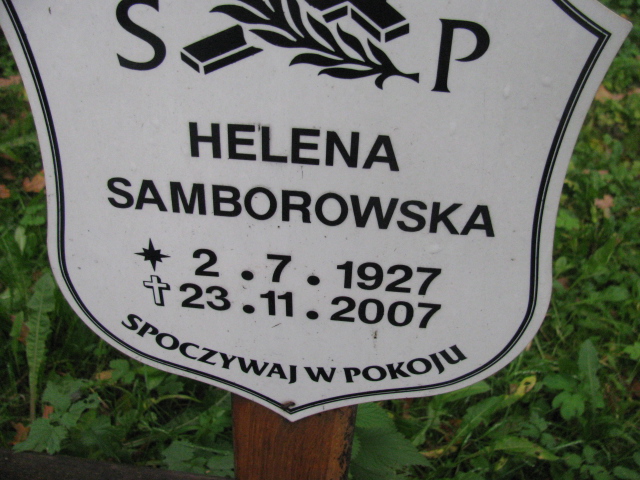 S P
HELENA
SAMBOROWSKA
2 . 7 . 1927
23 . 11 . 2007
SPOCZYWAJ W POKOJU